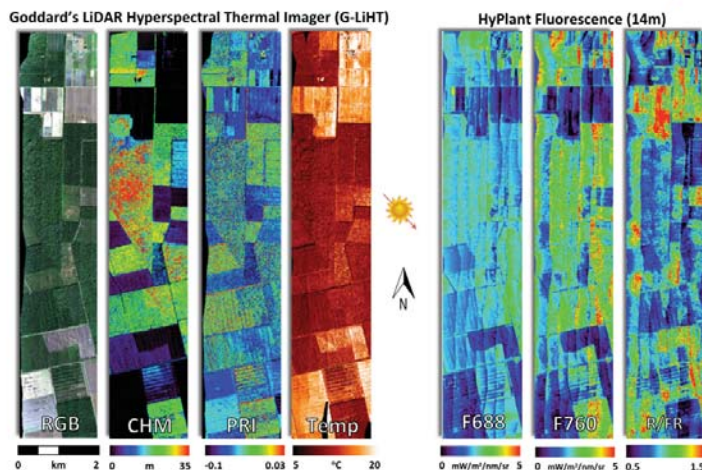 Goddard's LiDAR Hyperspectral Thermal Imager (G-LiHT)
HyPlant Fluorescence (14m)
N
RGB CHM PRI Temp
F688 F760 R/FR
0 km 2
0 m 35
-0.1 0.03
5 °C 20
0 mW/m²/nm/sr 5
0 mW/m²/nm/sr 5
0.5 1.5